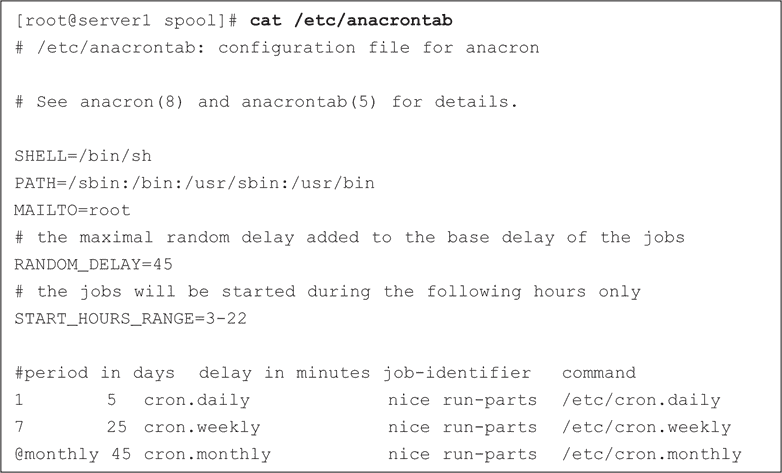 [root@server1 spool]# cat /etc/anacrontab
# /etc/anacrontab: configuration file for anacron
# See anacron(8) and anacrontab(5) for details.
SHELL=/bin/sh
PATH=/sbin:/bin:/usr/sbin:/usr/bin
MAILTO=root
# the maximal random delay added to the base delay of the jobs
RANDOM_DELAY=45
# the jobs will be started during the following hours only
START_HOURS_RANGE=3-22
#period in days delay in minutes job-identifier command
1 5 cron.daily nice run-parts /etc/cron.daily
7 25 cron.weekly nice run-parts /etc/cron.weekly
@monthly 45 cron.monthly nice run-parts /etc/cron.monthly